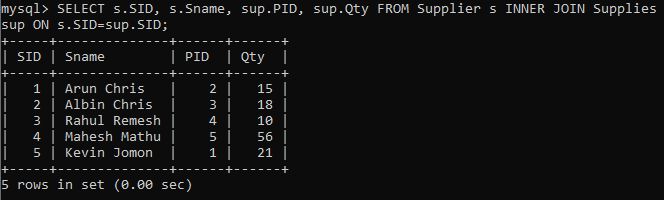 mysql> SELECT s.SID, s.Sname, sup.PID, sup.Qty FROM Supplier s INNER JOIN Supplies
sup ON s.SID=sup.SID;
+-----+--------------+------+------+
| SID | Sname        | PID  | Qty  |
+-----+--------------+------+------+
|   1 | Arun Chris   |    2 |   15 |
|   2 | Albin Chris  |    3 |   18 |
|   3 | Rahul Remesh |    4 |   10 |
|   4 | Mahesh Mathu |    5 |   56 |
|   5 | Kevin Jomon  |    1 |   21 |
+-----+--------------+------+------+
5 rows in set (0.00 sec)